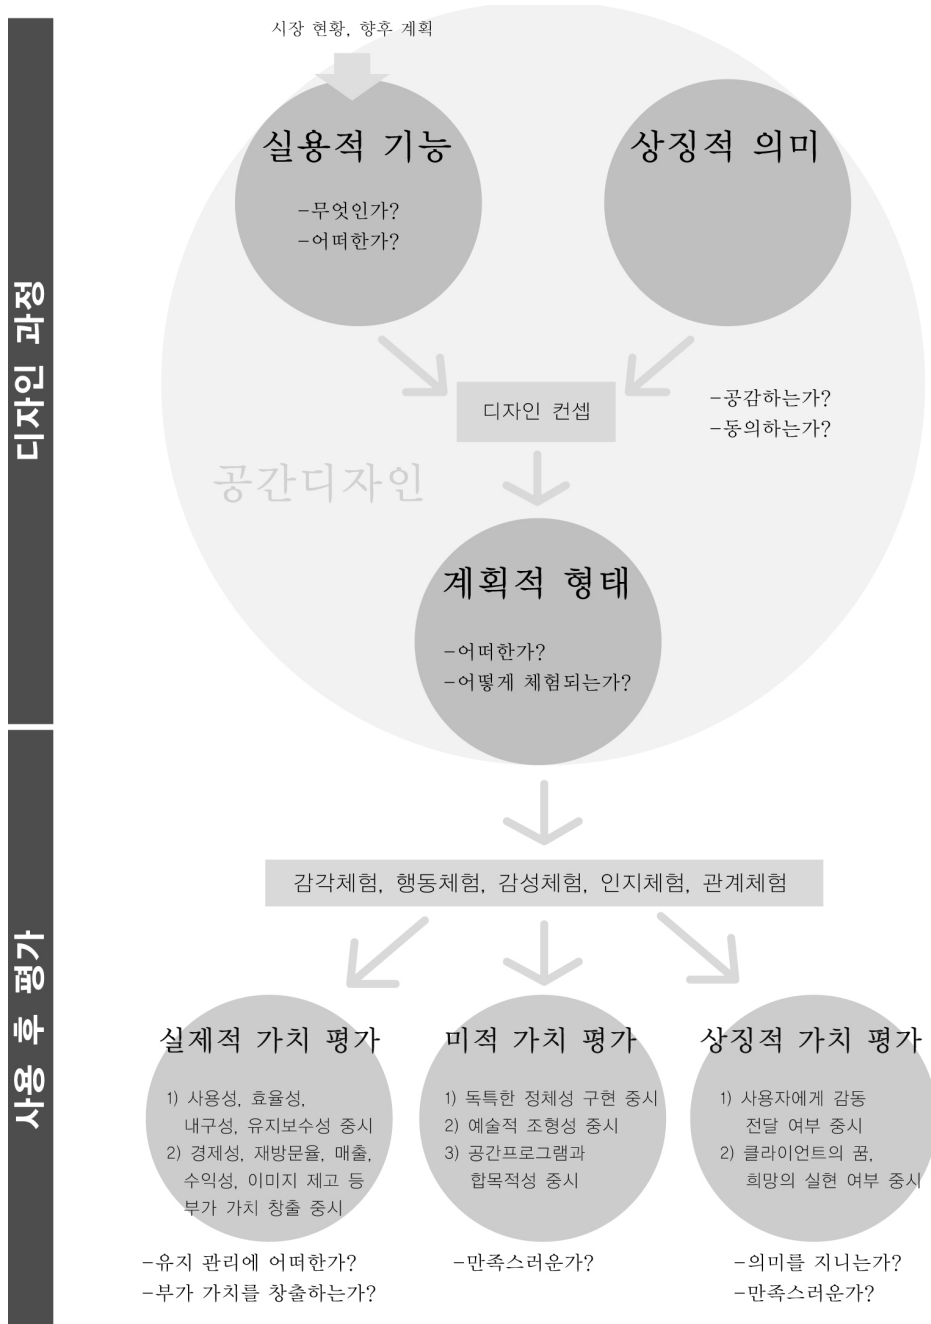 시장 현황, 향후 계획
디자인 과정
실용적 기능
-무엇인가?
-어떠한가?
상징적 의미
디자인 컨셉
-공감하는가?
-동의하는가?
공간디자인
계획적 형태
-어떠한가?
-어떻게 체험되는가?
사용 후 평가
감각체험, 행동체험, 감성체험, 인지체험, 관계체험
실제적 가치 평가
1) 사용성, 효율성,
내구성, 유지보수성 중시
2) 경제성, 재방문율, 매출,
수익성, 이미지 제고 등
부가 가치 창출 중시
-유지 관리에 어떠한가?
-부가 가치를 창출하는가?
미적 가치 평가
1) 독특한 정체성 구현 중시
2) 예술적 조형성 중시
3) 공간프로그램과
합목적성 중시
-만족스러운가?
상징적 가치 평가
1) 사용자에게 감동
전달 여부 중시
2) 클라이언트의 꿈,
희망의 실현 여부 중시
-의미를 지니는가?
-만족스러운가?